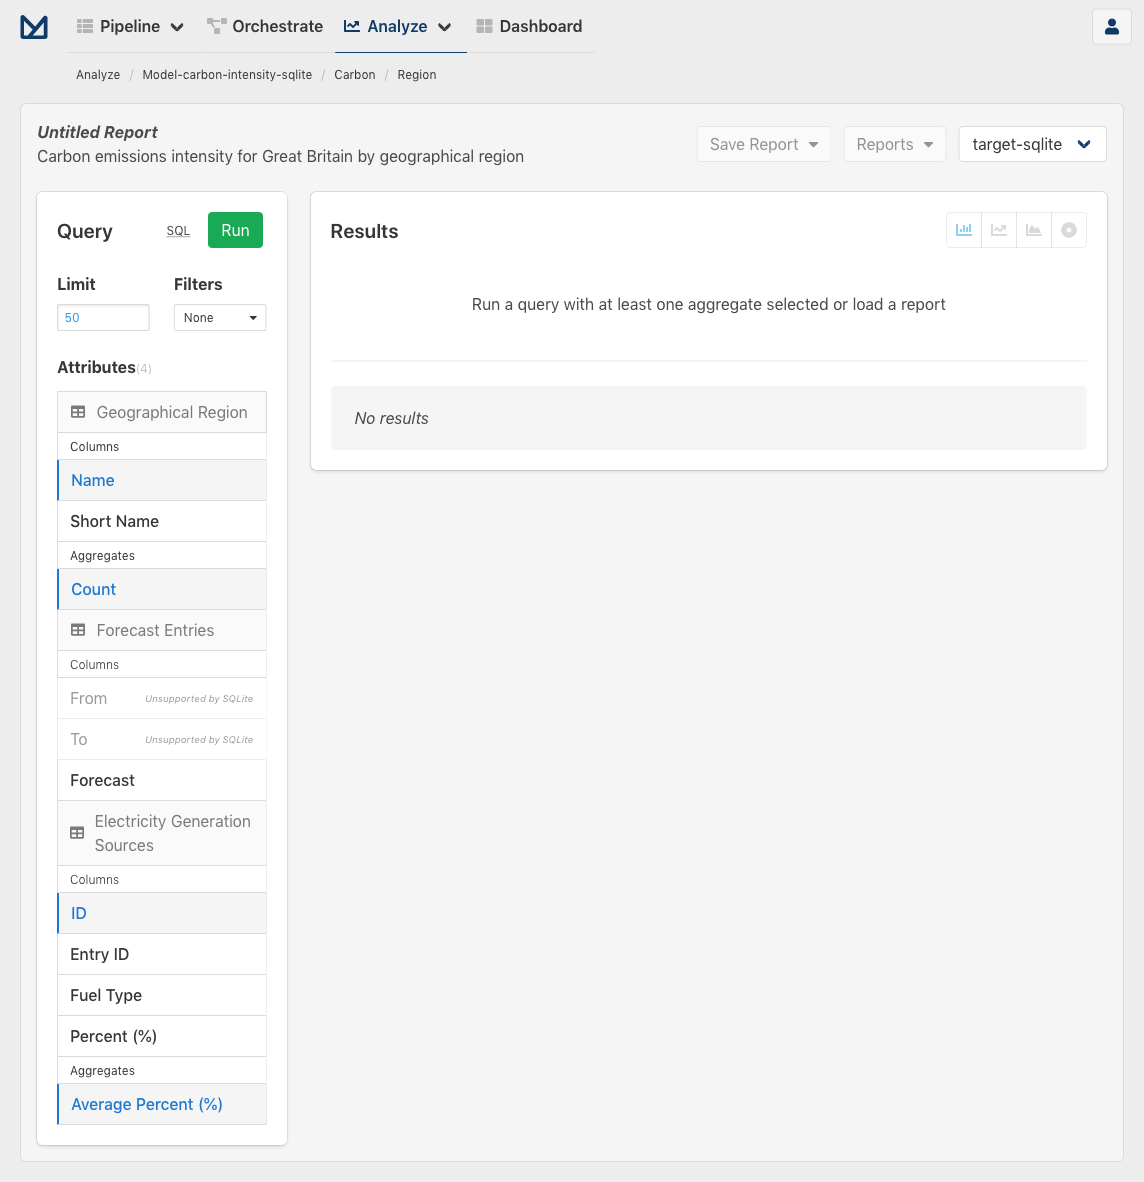 Pipeline Orchestrate Analyze Dashboard
Analyze / Model-carbon-intensity-sqlite / Carbon / Region
Untitled Report
Carbon emissions intensity for Great Britain by geographical region
Save Report Reports target-sqlite
Query SQL Run
Limit Filters
50 None
Attributes(4)
Geographical Region
Columns
Name
Short Name
Aggregates
Count
Forecast Entries
Columns
From Unsupported by SQLite
To Unsupported by SQLite
Forecast
Electricity Generation
Sources
Columns
ID
Entry ID
Fuel Type
Percent (%)
Aggregates
Average Percent (%)
Results
Run a query with at least one aggregate selected or load a report
No results